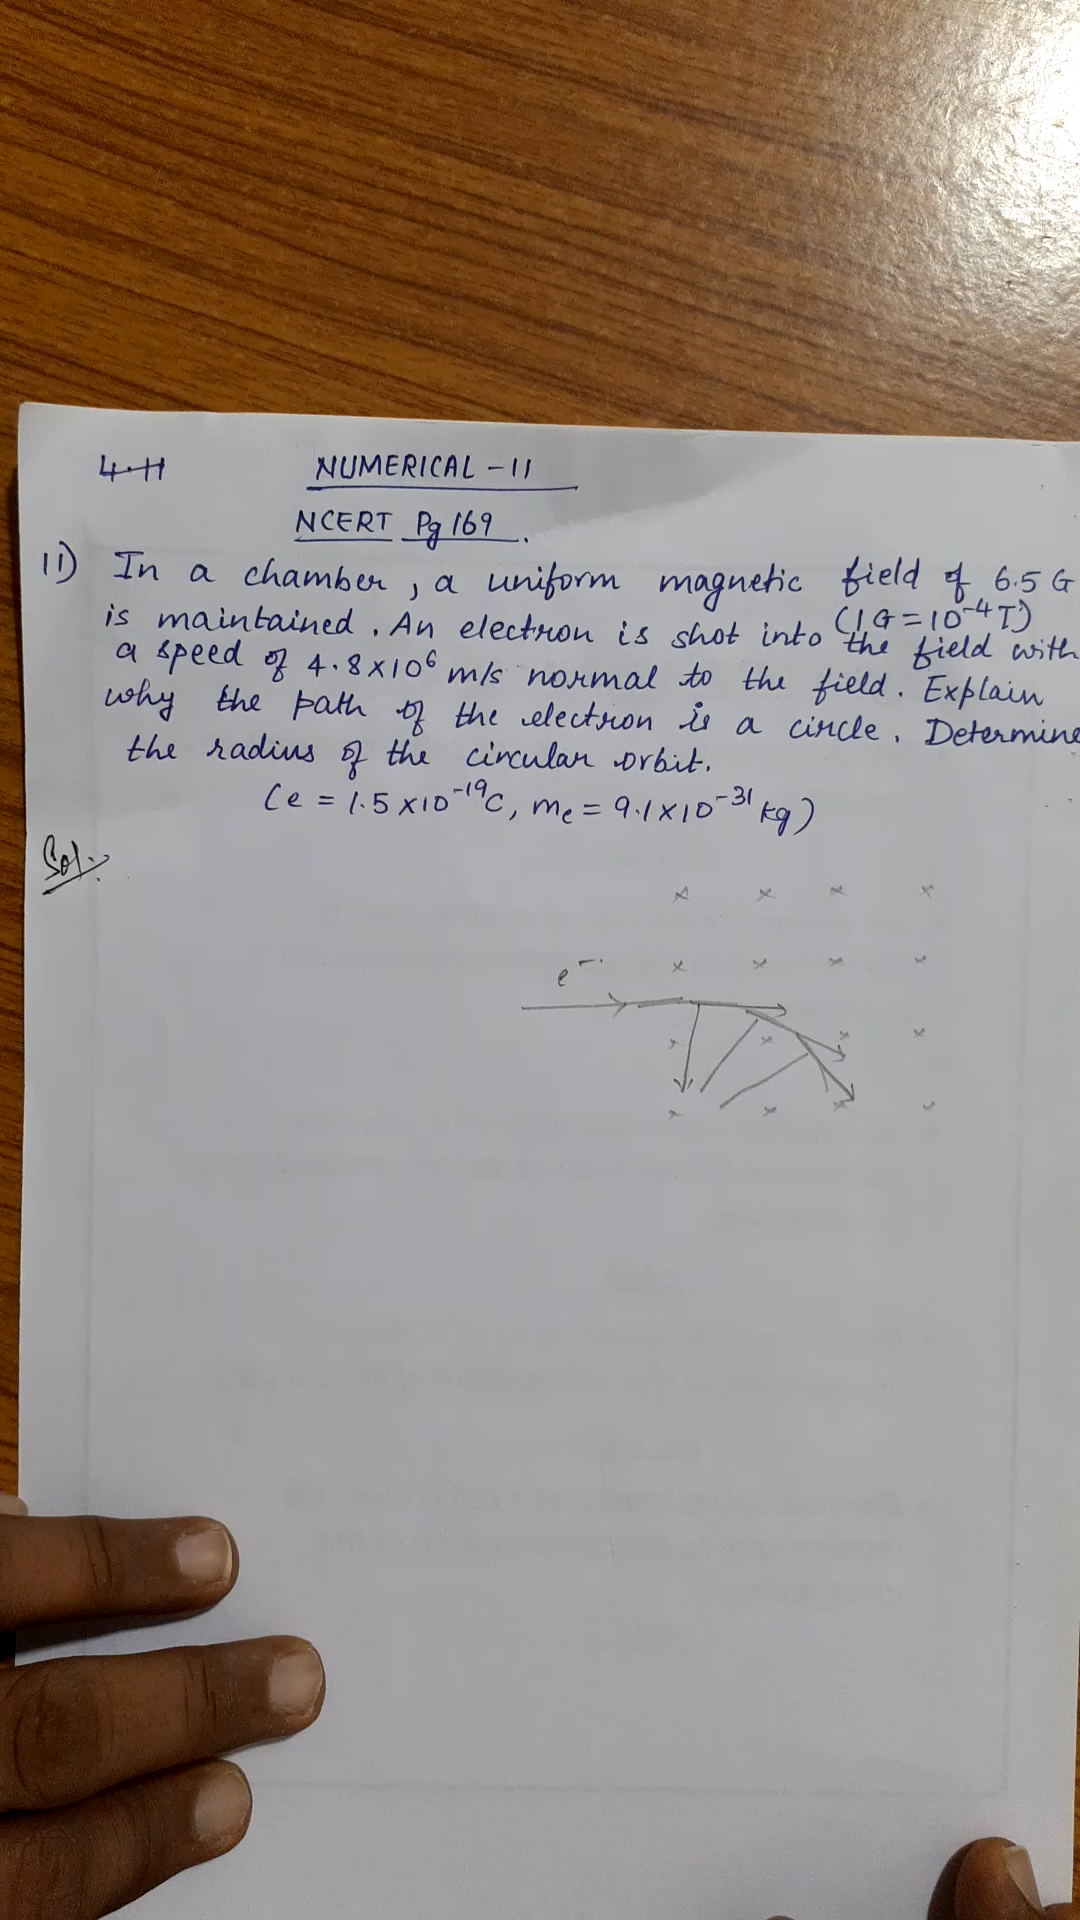 4.11 NUMERICAL - 11
NCERT Pg 169.
11) In a chamber, a uniform magnetic field of 6.5 G
(1 G = 10⁻⁴T)
is maintained. An electron is shot into the field with
a speed of 4.8×10⁶ m/s normal to the field. Explain
why the path of the electron is a circle. Determine
the radius of the circular orbit.
(e = 1.5 ×10⁻¹⁹C, me = 9.1×10⁻³¹ kg)
Sol:
x x x x
x x x x
e⁻
x x x x
x x x x